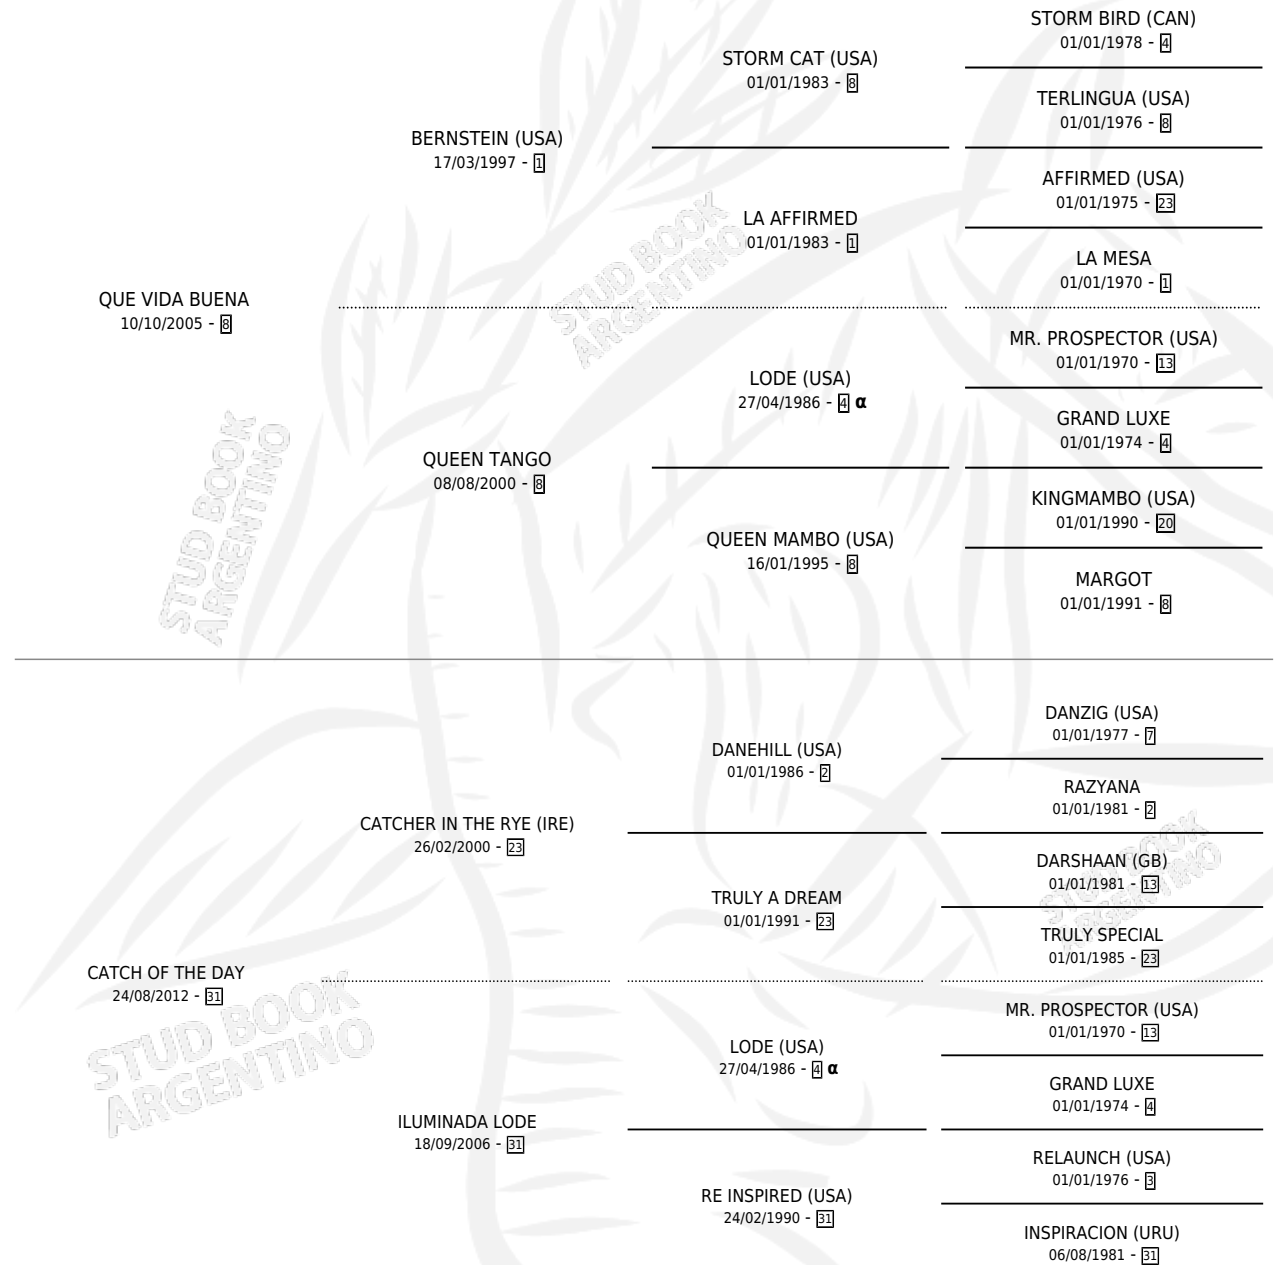 STORM BIRD (CAN)
01/01/1978 - 4
STORM CAT (USA)
01/01/1983 - 8
TERLINGUA (USA)
01/01/1976 - 8
BERNSTEIN (USA)
17/03/1997 - 1
AFFIRMED (USA)
01/01/1975 - 23
LA AFFIRMED
01/01/1983 - 1
LA MESA
01/01/1970 - 1
QUE VIDA BUENA
10/10/2005 - 8
MR. PROSPECTOR (USA)
01/01/1970 - 13
LODE (USA)
27/04/1986 - 4 α
GRAND LUXE
01/01/1974 - 4
QUEEN TANGO
08/08/2000 - 8
KINGMAMBO (USA)
01/01/1990 - 20
QUEEN MAMBO (USA)
16/01/1995 - 8
MARGOT
01/01/1991 - 8
DANZIG (USA)
01/01/1977 - 7
DANEHILL (USA)
01/01/1986 - 2
RAZYANA
01/01/1981 - 2
CATCHER IN THE RYE (IRE)
26/02/2000 - 23
DARSHAAN (GB)
01/01/1981 - 13
TRULY A DREAM
01/01/1991 - 23
TRULY SPECIAL
01/01/1985 - 23
CATCH OF THE DAY
24/08/2012 - 31
MR. PROSPECTOR (USA)
01/01/1970 - 13
LODE (USA)
27/04/1986 - 4 α
GRAND LUXE
01/01/1974 - 4
ILUMINADA LODE
18/09/2006 - 31
RELAUNCH (USA)
01/01/1976 - 3
RE INSPIRED (USA)
24/02/1990 - 31
INSPIRACION (URU)
06/08/1981 - 31
STUD BOOK
ARGENTINO
STUD BOOK
ARGENTINO
STUD BOOK
ARGENTINO
STUD BOOK
ARGENTINO